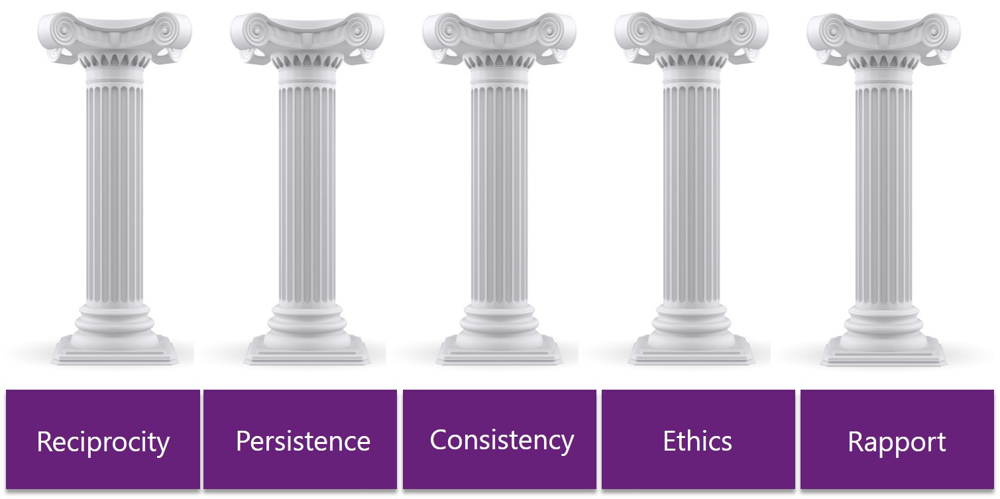 Reciprocity
Persistence
Consistency
Ethics
Rapport